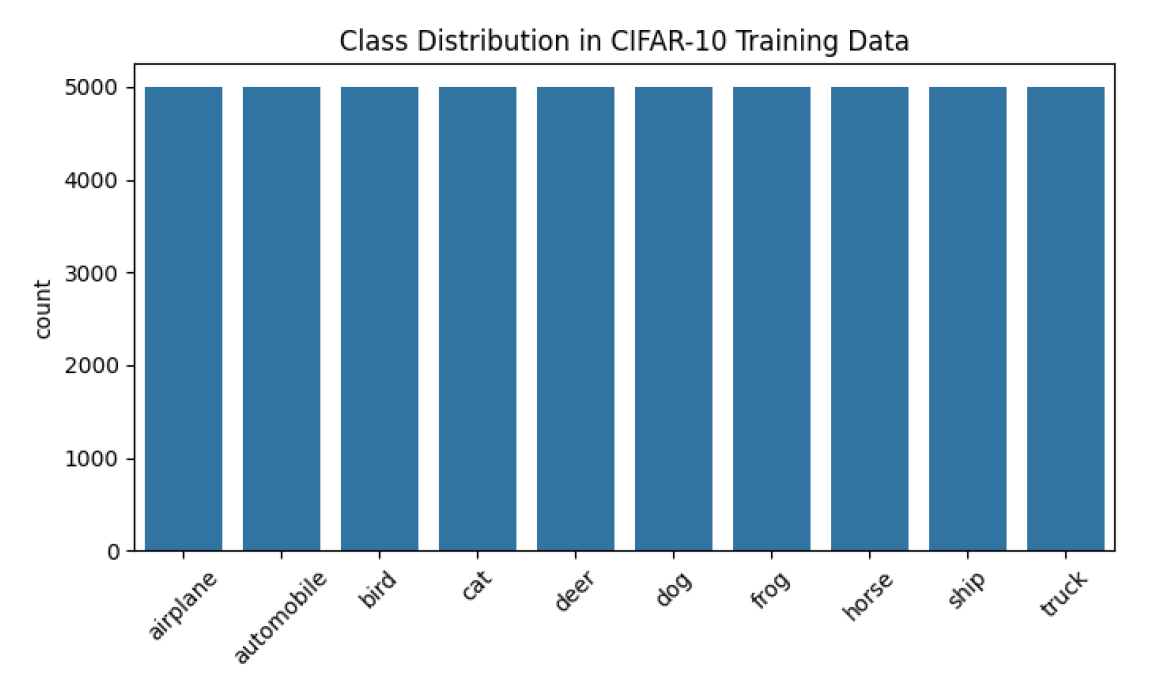 Class Distribution in CIFAR-10 Training Data
5000
4000
3000
2000
1000
0
count
airplane
automobile
bird
cat
deer
dog
frog
horse
ship
truck